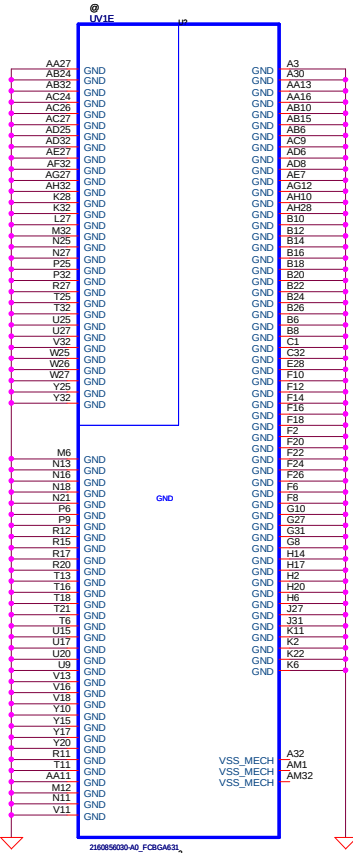 @
UV1E
AA27 GND
AB24 GND
AB32 GND
AC24 GND
AC26 GND
AC27 GND
AD25 GND
AD32 GND
AE27 GND
AF32 GND
AG27 GND
AH32 GND
K28 GND
K32 GND
L27 GND
M32 GND
N25 GND
N27 GND
P25 GND
P32 GND
R27 GND
T25 GND
T32 GND
U25 GND
U27 GND
V32 GND
W25 GND
W26 GND
W27 GND
Y25 GND
Y32 GND
M6 GND
N13 GND
N16 GND
N18 GND
N21 GND
P6 GND
P9 GND
R12 GND
R15 GND
R17 GND
R20 GND
T13 GND
T16 GND
T18 GND
T21 GND
T6 GND
U15 GND
U17 GND
U20 GND
U9 GND
V13 GND
V16 GND
V18 GND
Y10 GND
Y15 GND
Y17 GND
Y20 GND
R11 GND
T11 GND
AA11 GND
M12 GND
N11 GND
V11 GND
GND
GND A3
GND A30
GND AA13
GND AA16
GND AB10
GND AB15
GND AB6
GND AC9
GND AD6
GND AD8
GND AE7
GND AG12
GND AH10
GND AH28
GND B10
GND B12
GND B14
GND B16
GND B18
GND B20
GND B22
GND B24
GND B26
GND B6
GND B8
GND C1
GND C32
GND E28
GND F10
GND F12
GND F14
GND F16
GND F18
GND F2
GND F20
GND F22
GND F24
GND F26
GND F6
GND F8
GND G10
GND G27
GND G31
GND G8
GND H14
GND H17
GND H2
GND H20
GND H6
GND J27
GND J31
GND K11
GND K2
GND K22
GND K6
VSS_MECH A32
VSS_MECH AM1
VSS_MECH AM32
2160856030-A0_FCBGA631